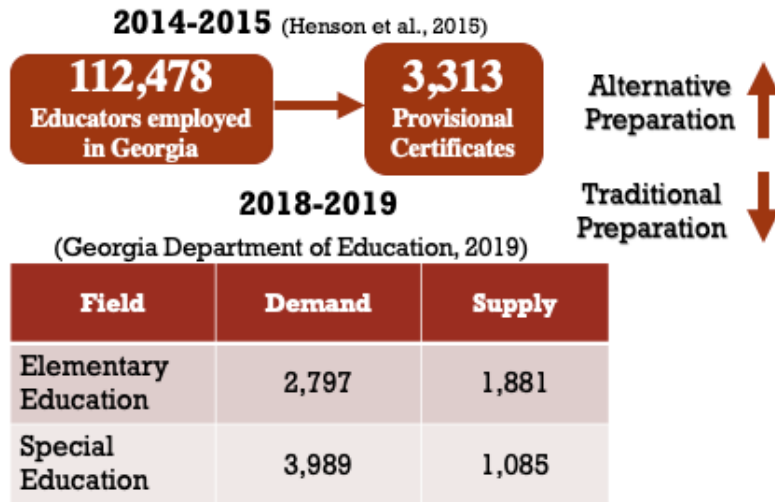 2014-2015 (Henson et al., 2015)
112,478
Educators employed
in Georgia
3,313
Provisional
Certificates
Alternative
Preparation
Traditional
Preparation
2018-2019
(Georgia Department of Education, 2019)
Field Demand Supply
Elementary
Education 2,797 1,881
Special
Education 3,989 1,085